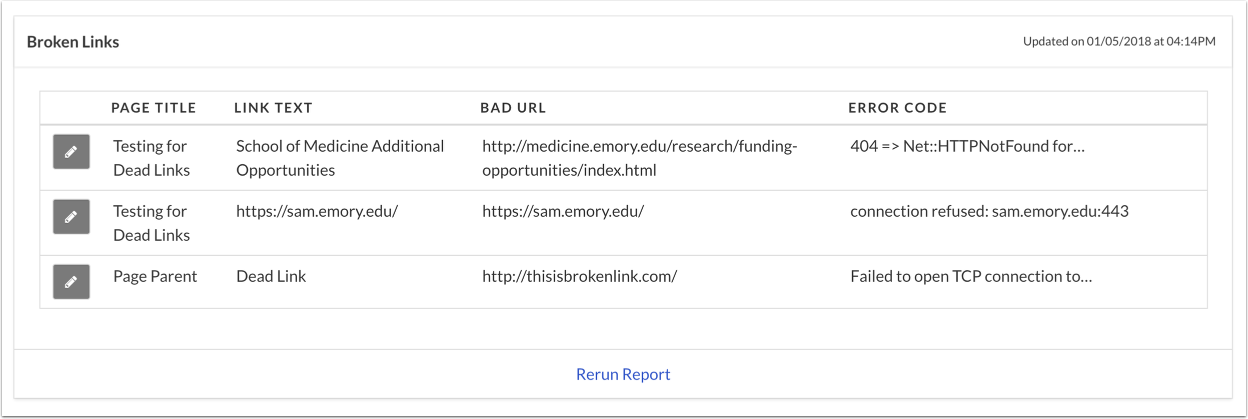 Broken Links
Updated on 01/05/2018 at 04:14PM
PAGE TITLE LINK TEXT BAD URL ERROR CODE
Testing for School of Medicine Additional http://medicine.emory.edu/research/funding- 404 => Net::HTTPNotFound for...
Dead Links Opportunities opportunities/index.html
Testing for https://sam.emory.edu/ https://sam.emory.edu/ connection refused: sam.emory.edu:443
Dead Links
Page Parent Dead Link http://thisisbrokenlink.com/ Failed to open TCP connection to...
Rerun Report